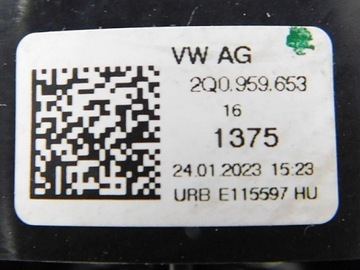 VW AG
2Q0.959.653
16
1375
24.01.2023 15:23
URB E115597 HU